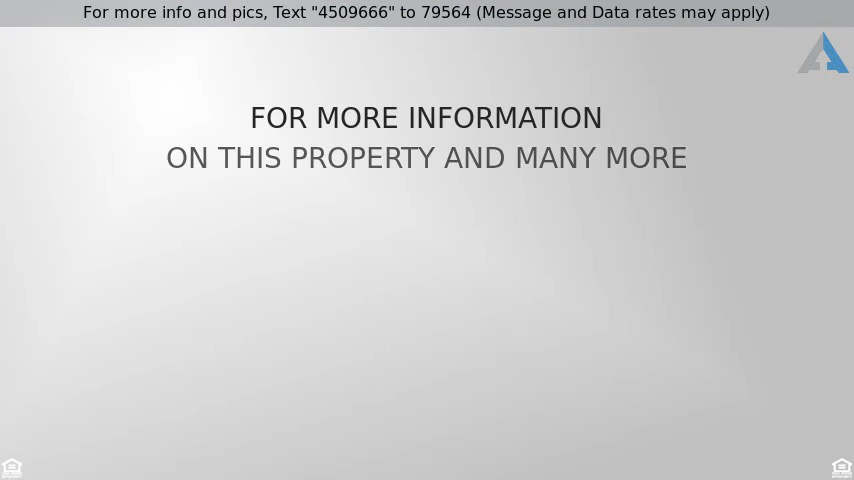 For more info and pics, Text "4509666" to 79564 (Message and Data rates may apply)
FOR MORE INFORMATION
ON THIS PROPERTY AND MANY MORE